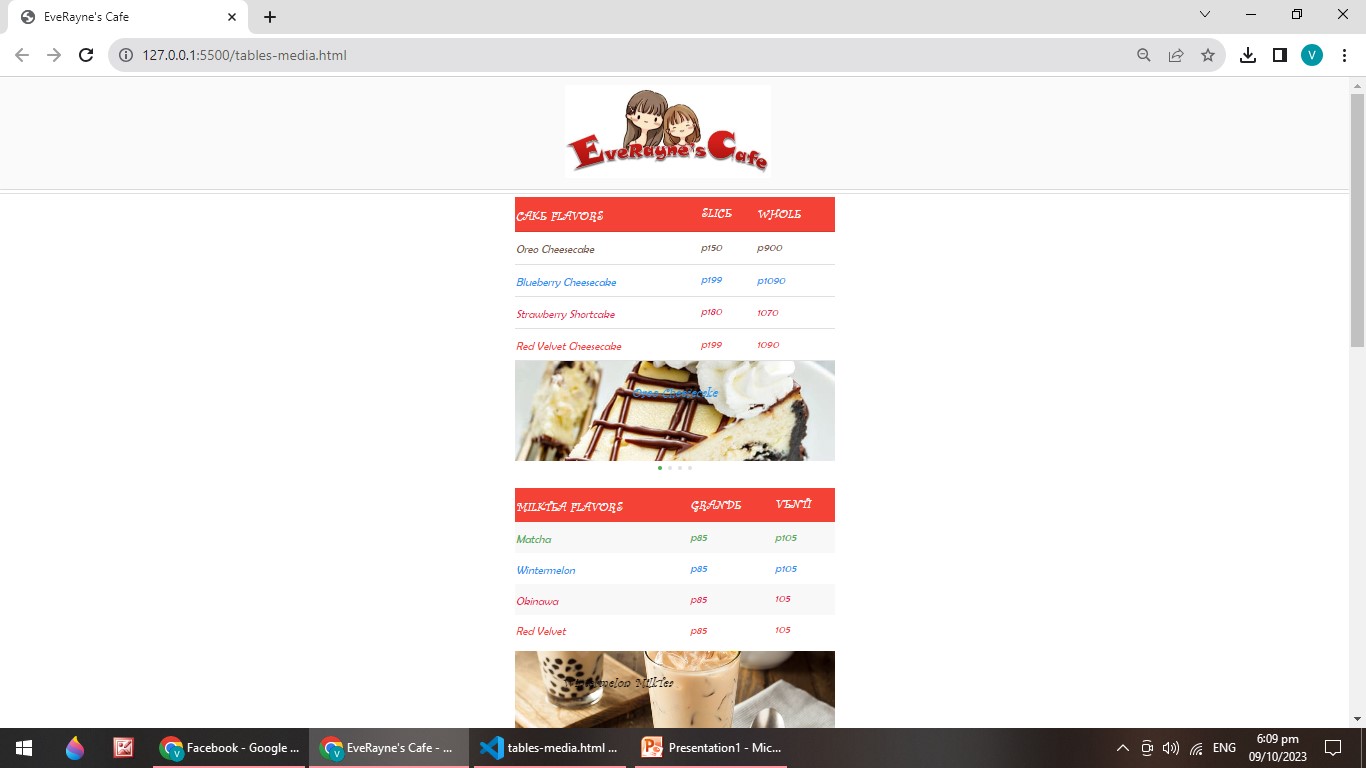 EveRayne's Cafe
127.0.0.1:5500/tables-media.html
V
EveRayne's Cafe
CAKE FLAVORS SLICE WHOLE
Oreo Cheesecake p150 p900
Blueberry Cheesecake p199 p1090
Strawberry Shortcake p180 1070
Red Velvet Cheesecake p199 1090
Oreo Cheesecake
MILKTEA FLAVORS GRANDE VENTI
Matcha p85 p105
Wintermelon p85 p105
Okinawa p85 105
Red Velvet p85 105
Wintermelon MilkTea
Facebook - Google ... EveRayne's Cafe - ... tables-media.html ... Presentation1 - Mic... ENG 6:09 pm
09/10/2023